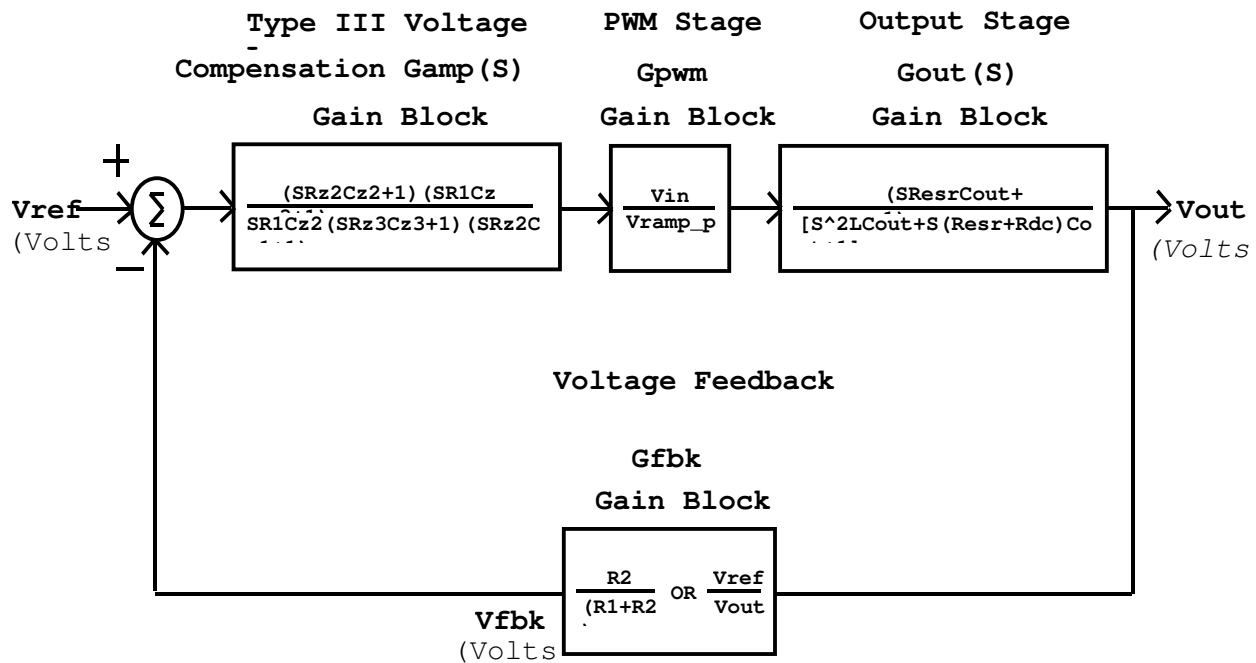 Type III Voltage
-
Compensation Gamp(S)
Gain Block
PWM Stage
Gpwm
Gain Block
Output Stage
Gout(S)
Gain Block
+
Vref
(Volts
Σ
−
(SRz2Cz2+1)(SR1Cz
SR1Cz2(SRz3Cz3+1)(SRz2C
Vin
Vramp_p
(SResrCout+
[S^2LCout+S(Resr+Rdc)Co
Vout
(Volts
Voltage Feedback
Gfbk
Gain Block
R2
(R1+R2
OR
Vref
Vout
Vfbk
(Volts